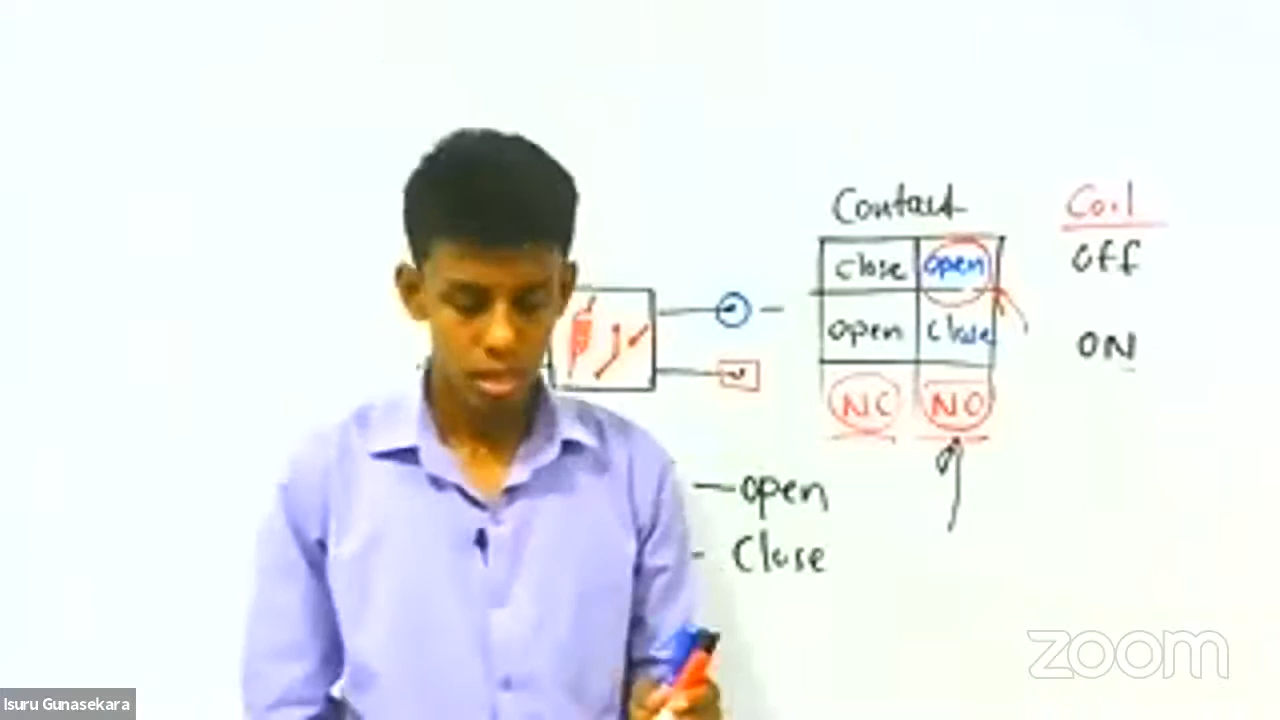 Contact
Coil
close open
OFF
open close
ON
NC NO
open
Close
zoom
Isuru Gunasekara